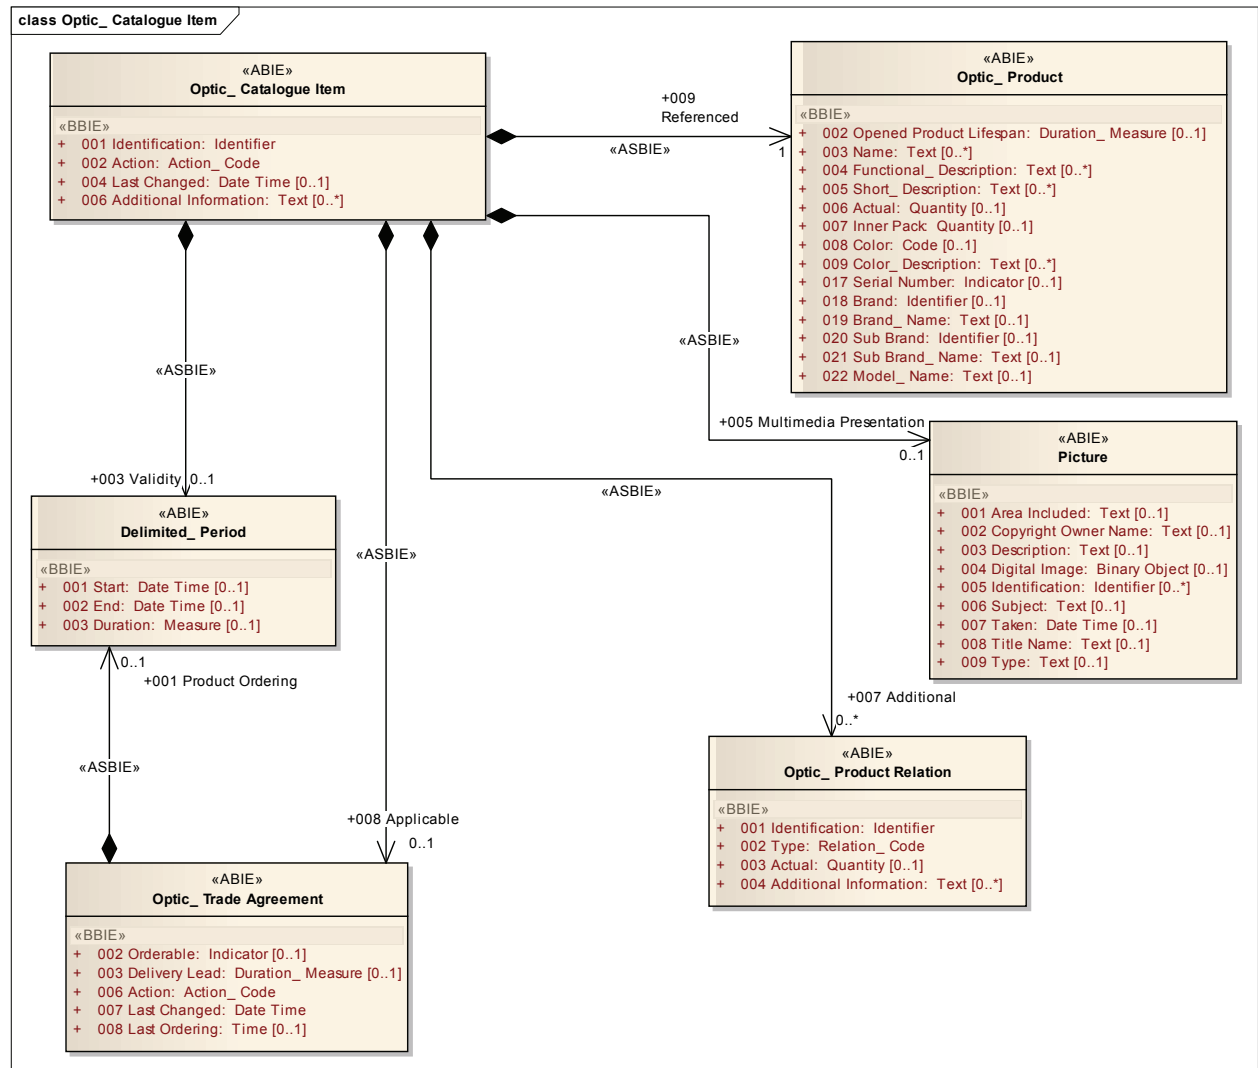 class Optic_ Catalogue Item
«ABIE»
Optic_ Catalogue Item
«BBIE»
+ 001 Identification: Identifier
+ 002 Action: Action_ Code
+ 004 Last Changed: Date Time [0..1]
+ 006 Additional Information: Text [0..*]
+009
Referenced
«ASBIE»
1
«ABIE»
Optic_ Product
«BBIE»
+ 002 Opened Product Lifespan: Duration_ Measure [0..1]
+ 003 Name: Text [0..*]
+ 004 Functional_ Description: Text [0..*]
+ 005 Short_ Description: Text [0..*]
+ 006 Actual: Quantity [0..1]
+ 007 Inner Pack: Quantity [0..1]
+ 008 Color: Code [0..1]
+ 009 Color_ Description: Text [0..*]
+ 017 Serial Number: Indicator [0..1]
+ 018 Brand: Identifier [0..1]
+ 019 Brand_ Name: Text [0..1]
+ 020 Sub Brand: Identifier [0..1]
+ 021 Sub Brand_ Name: Text [0..1]
+ 022 Model_ Name: Text [0..1]
«ASBIE»
«ASBIE»
+005 Multimedia Presentation
0..1
«ABIE»
Picture
«BBIE»
+ 001 Area Included: Text [0..1]
+ 002 Copyright Owner Name: Text [0..1]
+ 003 Description: Text [0..1]
+ 004 Digital Image: Binary Object [0..1]
+ 005 Identification: Identifier [0..*]
+ 006 Subject: Text [0..1]
+ 007 Taken: Date Time [0..1]
+ 008 Title Name: Text [0..1]
+ 009 Type: Text [0..1]
+003 Validity 0..1
«ASBIE»
«ABIE»
Delimited_ Period
«BBIE»
+ 001 Start: Date Time [0..1]
+ 002 End: Date Time [0..1]
+ 003 Duration: Measure [0..1]
«ASBIE»
0..1
+001 Product Ordering
+007 Additional
0..*
«ABIE»
Optic_ Product Relation
«BBIE»
+ 001 Identification: Identifier
+ 002 Type: Relation_ Code
+ 003 Actual: Quantity [0..1]
+ 004 Additional Information: Text [0..*]
«ASBIE»
+008 Applicable
0..1
«ABIE»
Optic_ Trade Agreement
«BBIE»
+ 002 Orderable: Indicator [0..1]
+ 003 Delivery Lead: Duration_ Measure [0..1]
+ 006 Action: Action_ Code
+ 007 Last Changed: Date Time
+ 008 Last Ordering: Time [0..1]